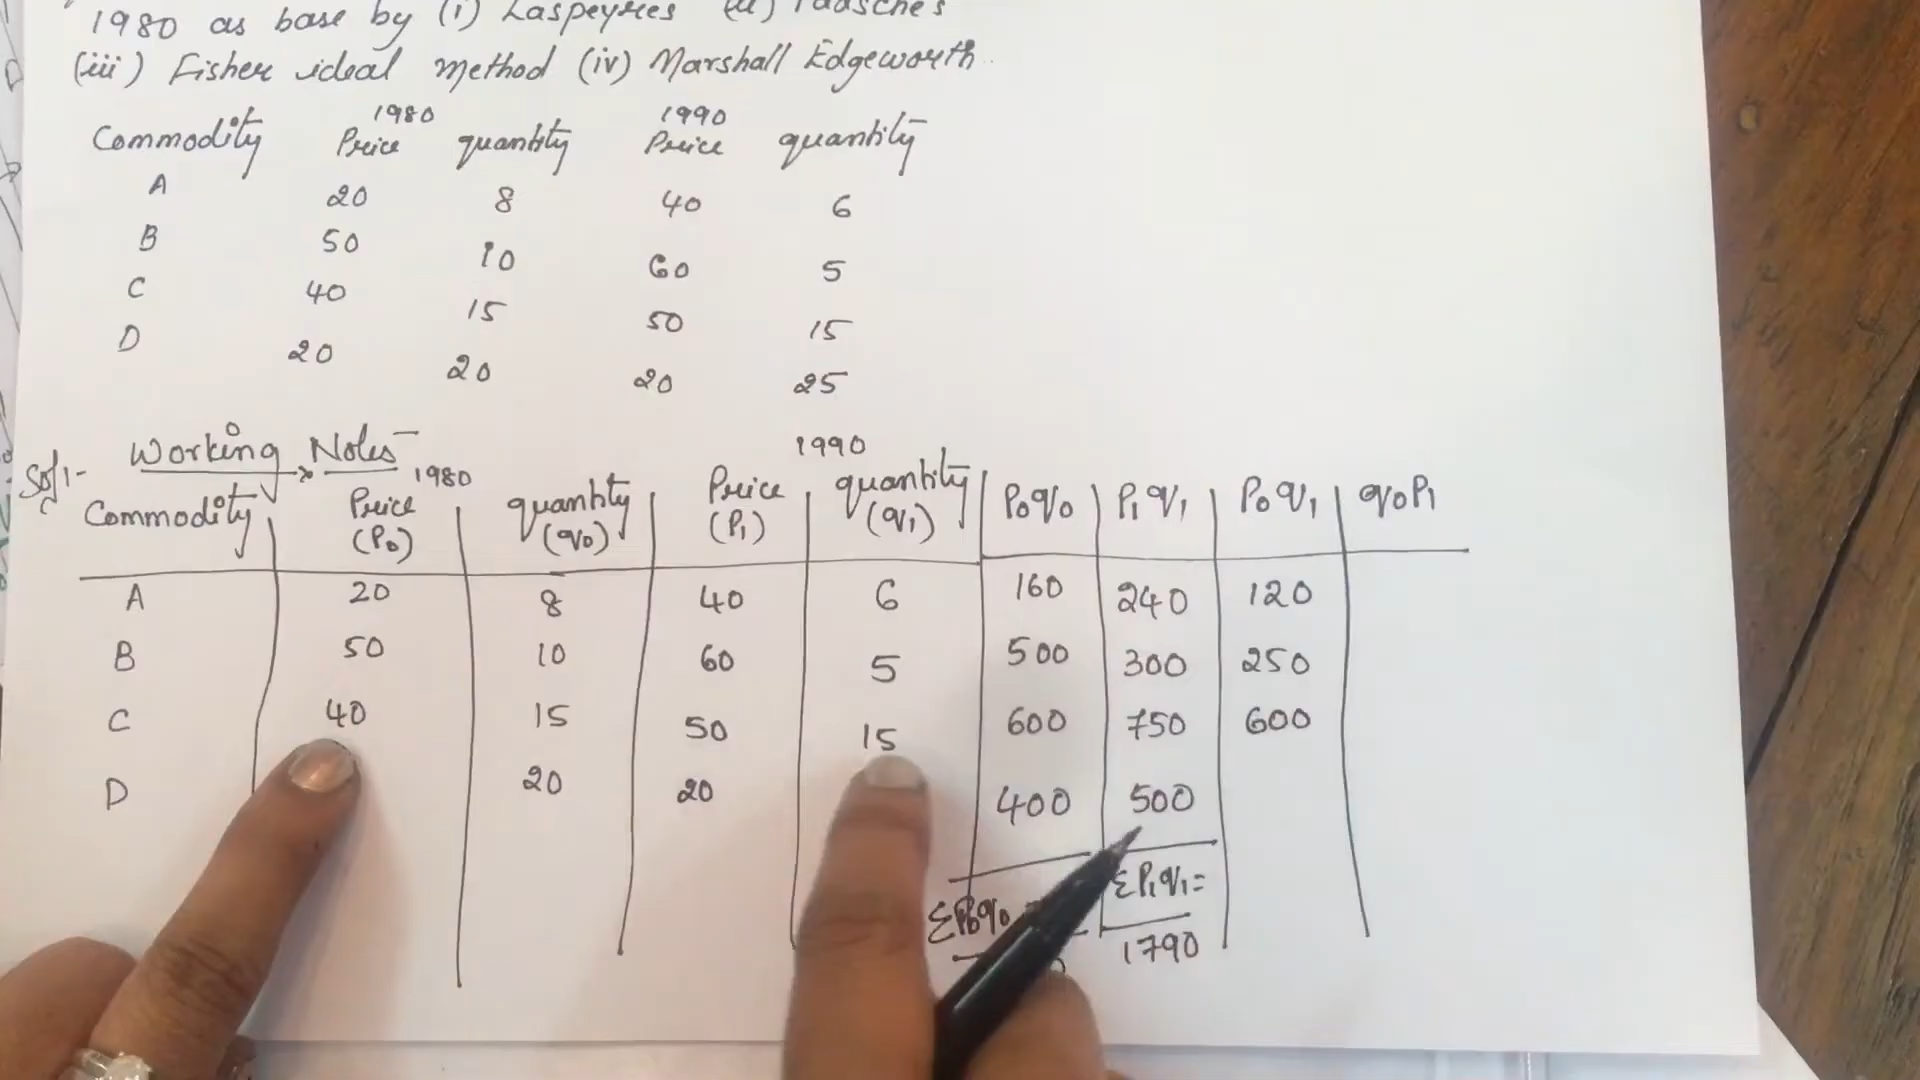 1980 as base by (i) Laspeyres (ii) Paasche's
(iii) Fisher ideal method (iv) Marshall Edgeworth.
1980 1990
Commodity Price quantity Price quantity
A 20 8 40 6
B 50 10 60 5
C 40 15 50 15
D 20 20 20 25
Sol:- Working Notes
1980 1990
Commodity Price (P0) quantity (q0) Price (P1) quantity (q1) P0q0 P1q1 P0q1 q0P1
A 20 8 40 6 160 240 120
B 50 10 60 5 500 300 250
C 40 15 50 15 600 750 600
D 20 20 400 500
ΣP0q0 ΣP1q1=
1790